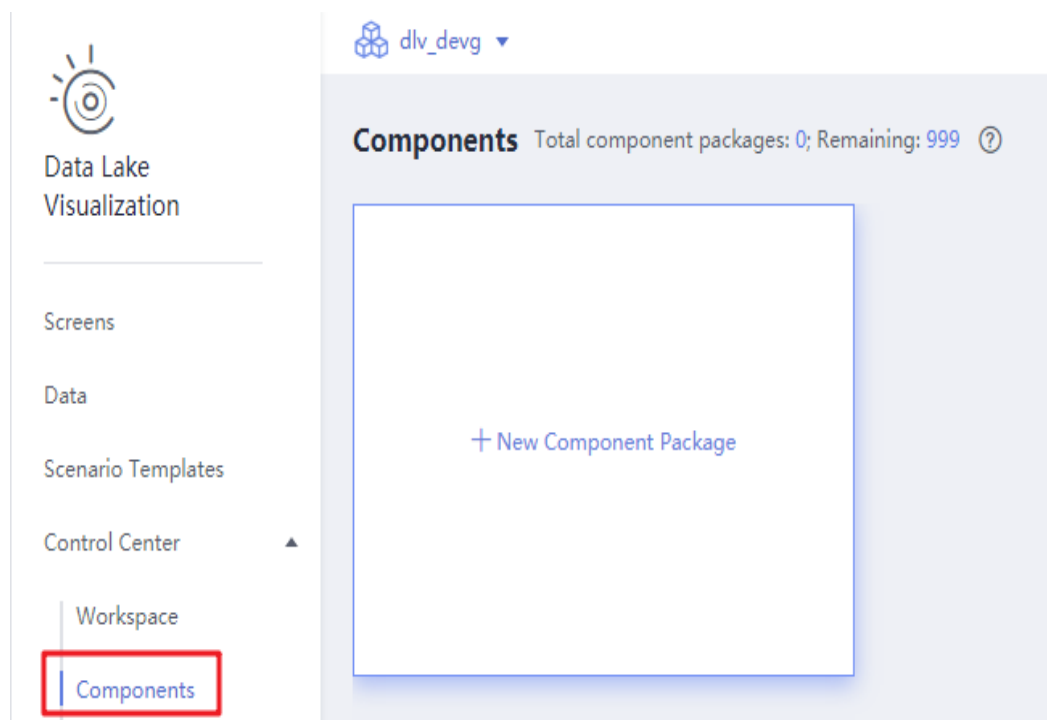 dlv_devg
Data Lake
Visualization
Components Total component packages: 0; Remaining: 999 ?
Screens
Data
Scenario Templates
Control Center
Workspace
Components
+ New Component Package